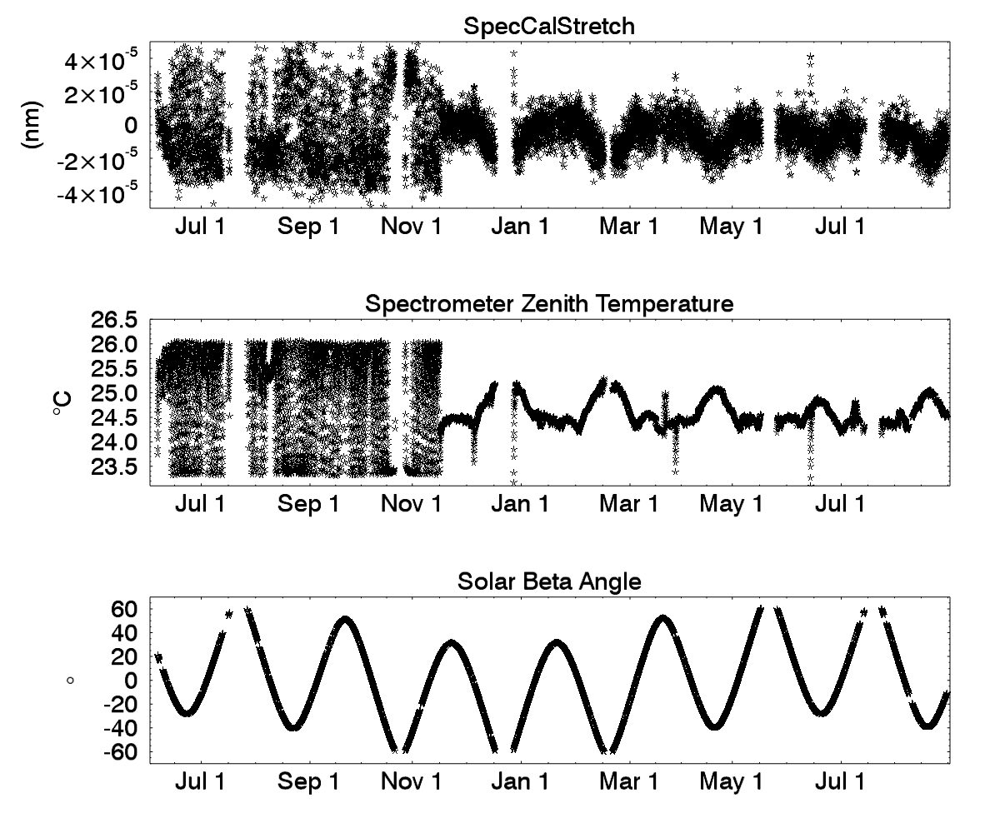 SpecCalStretch
(nm)
4×10⁻⁵
2×10⁻⁵
0
-2×10⁻⁵
-4×10⁻⁵
Jul 1 Sep 1 Nov 1 Jan 1 Mar 1 May 1 Jul 1
Spectrometer Zenith Temperature
°C
26.5
26.0
25.5
25.0
24.5
24.0
23.5
Jul 1 Sep 1 Nov 1 Jan 1 Mar 1 May 1 Jul 1
Solar Beta Angle
°
60
40
20
0
-20
-40
-60
Jul 1 Sep 1 Nov 1 Jan 1 Mar 1 May 1 Jul 1